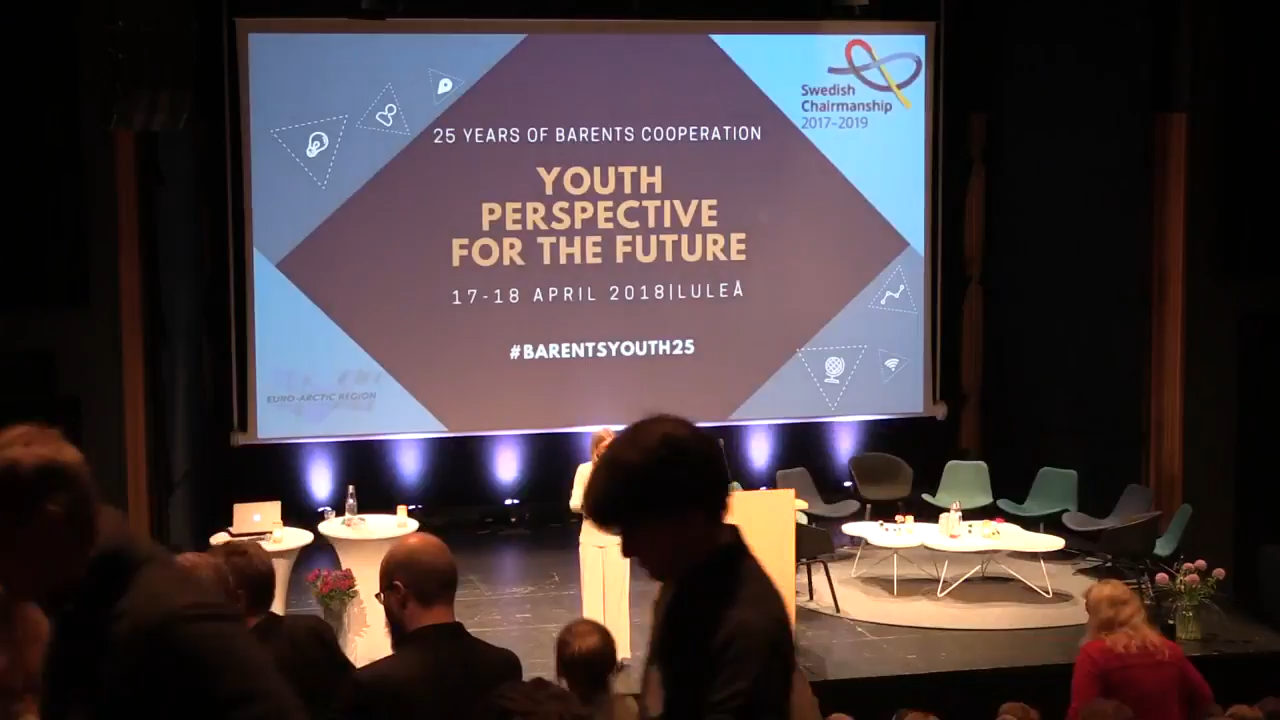 Swedish
Chairmanship
2017–2019
25 YEARS OF BARENTS COOPERATION
YOUTH
PERSPECTIVE
FOR THE FUTURE
17-18 APRIL 2018|LULEÅ
#BARENTSYOUTH25
EURO-ARCTIC REGION